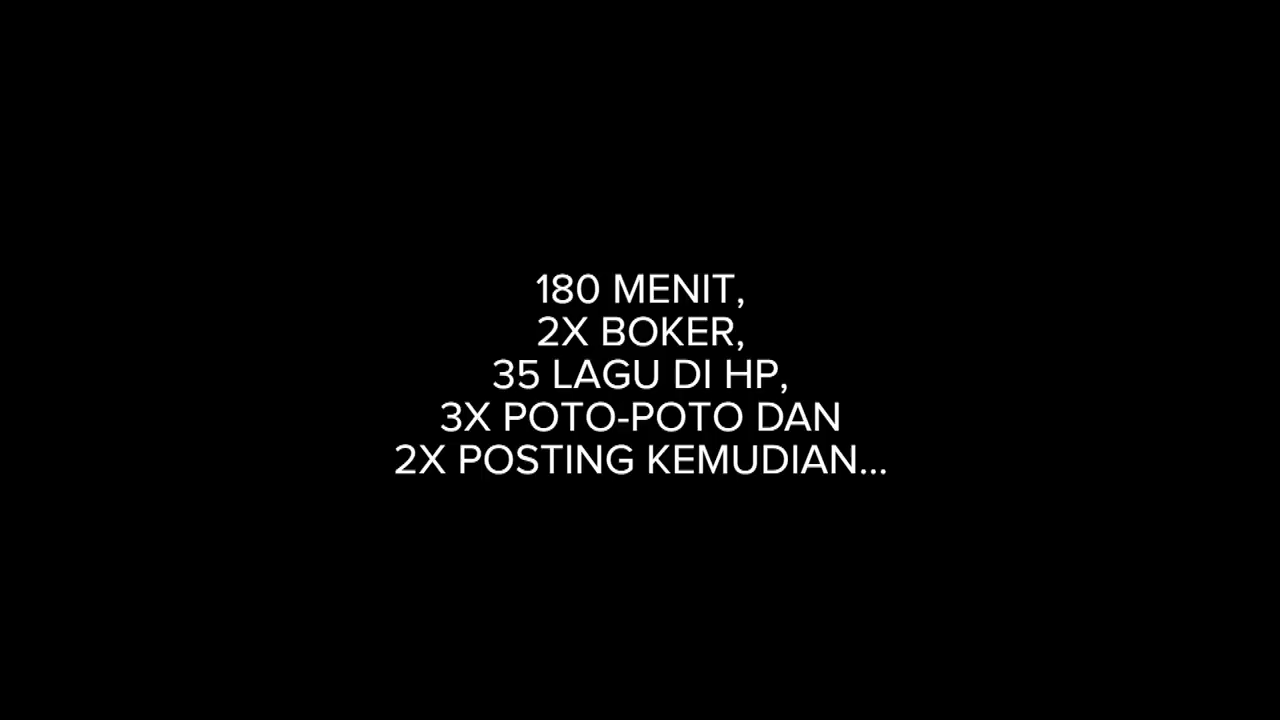 180 MENIT,
2X BOKER,
35 LAGU DI HP,
3X POTO-POTO DAN
2X POSTING KEMUDIAN...